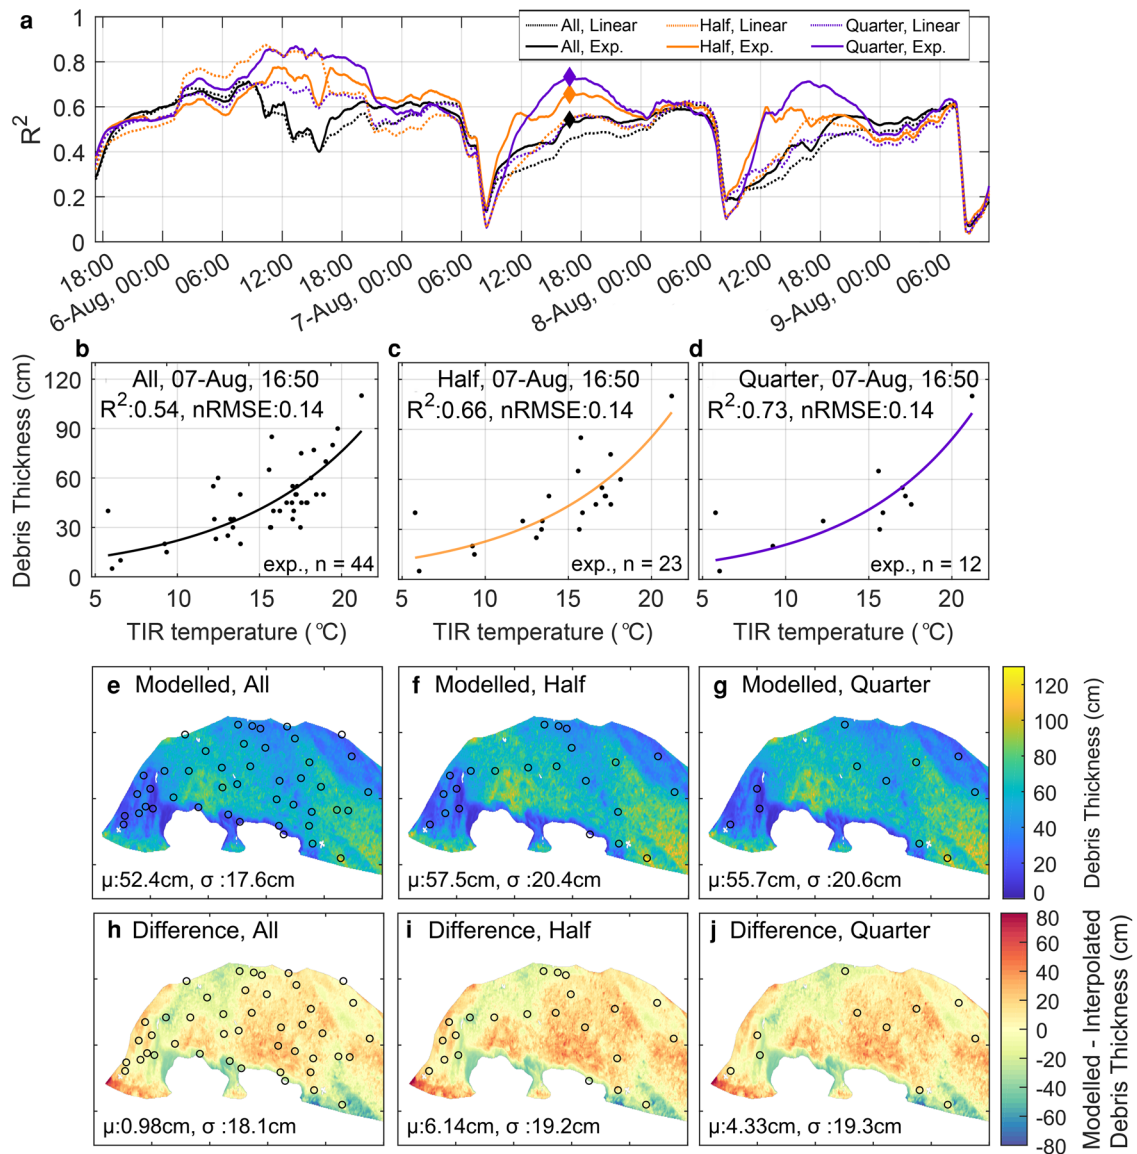 a
All, Linear
Half, Linear
Quarter, Linear
All, Exp.
Half, Exp.
Quarter, Exp.
1
0.8
0.6
0.4
0.2
0
R2
18:00
6-Aug, 00:00
06:00
12:00
18:00
7-Aug, 00:00
06:00
12:00
18:00
8-Aug, 00:00
06:00
12:00
18:00
9-Aug, 00:00
06:00
b
All, 07-Aug, 16:50
R2:0.54, nRMSE:0.14
exp., n = 44
120
90
60
30
0
Debris Thickness (cm)
5 10 15 20
TIR temperature (°C)
c
Half, 07-Aug, 16:50
R2:0.66, nRMSE:0.14
exp., n = 23
5 10 15 20
TIR temperature (°C)
d
Quarter, 07-Aug, 16:50
R2:0.73, nRMSE:0.14
exp., n = 12
5 10 15 20
TIR temperature (°C)
e Modelled, All
μ:52.4cm, σ :17.6cm
f Modelled, Half
μ:57.5cm, σ :20.4cm
g Modelled, Quarter
μ:55.7cm, σ :20.6cm
120
100
80
60
40
20
0
Debris Thickness (cm)
h Difference, All
μ:0.98cm, σ :18.1cm
i Difference, Half
μ:6.14cm, σ :19.2cm
j Difference, Quarter
μ:4.33cm, σ :19.3cm
80
60
40
20
0
-20
-40
-60
-80
Modelled - Interpolated
Debris Thickness (cm)